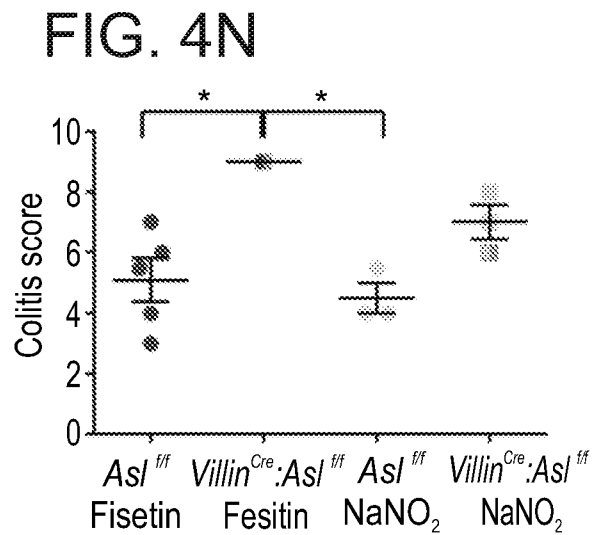 FIG. 4N
* *
10
8
6
4
2
0
Colitis score
Asl f/f VillinCre:Asl f/f Asl f/f VillinCre:Asl f/f
Fisetin Fesitin NaNO2 NaNO2